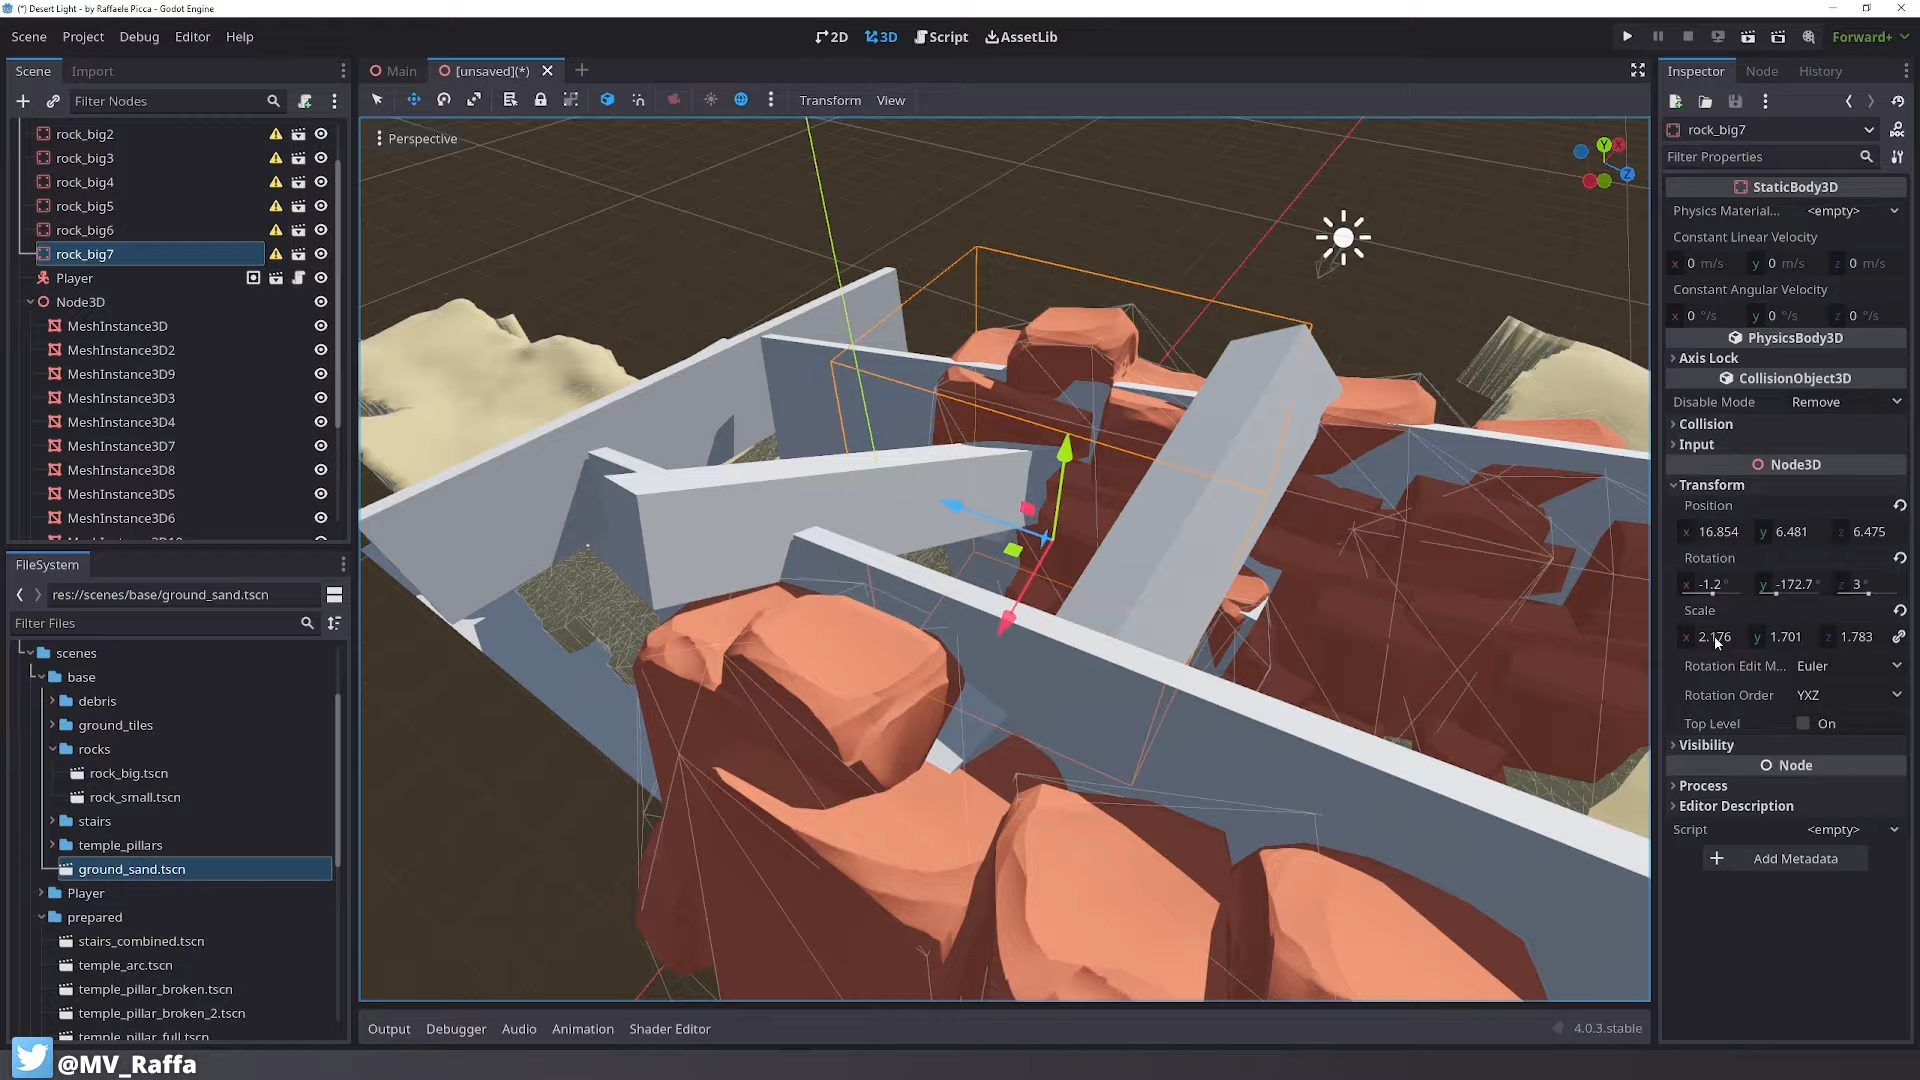 (*) Desert Light - by Raffaele Picca - Godot Engine
Scene Project Debug Editor Help
2D 3D Script AssetLib
Forward+
Scene Import
Filter Nodes
rock_big2
rock_big3
rock_big4
rock_big5
rock_big6
rock_big7
Player
Node3D
MeshInstance3D
MeshInstance3D2
MeshInstance3D9
MeshInstance3D3
MeshInstance3D4
MeshInstance3D7
MeshInstance3D8
MeshInstance3D5
MeshInstance3D6
FileSystem
res://scenes/base/ground_sand.tscn
Filter Files
scenes
base
debris
ground_tiles
rocks
rock_big.tscn
rock_small.tscn
stairs
temple_pillars
ground_sand.tscn
Player
prepared
stairs_combined.tscn
temple_arc.tscn
temple_pillar_broken.tscn
temple_pillar_broken_2.tscn
temple_pillar_full.tscn
@MV_Raffa
Main [unsaved](*)
Transform View
Perspective
Y X
Z
Output Debugger Audio Animation Shader Editor
4.0.3.stable
Inspector Node History
rock_big7
Filter Properties
StaticBody3D
Physics Material... <empty>
Constant Linear Velocity
x 0 m/s y 0 m/s z 0 m/s
Constant Angular Velocity
x 0 °/s y 0 °/s z 0 °/s
PhysicsBody3D
Axis Lock
CollisionObject3D
Disable Mode Remove
Collision
Input
Node3D
Transform
Position
x 16.854 y 6.481 z 6.475
Rotation
x -1.2 ° y -172.7 ° z 3 °
Scale
x 2.176 y 1.701 z 1.783
Rotation Edit M... Euler
Rotation Order YXZ
Top Level On
Visibility
Node
Process
Editor Description
Script <empty>
Add Metadata